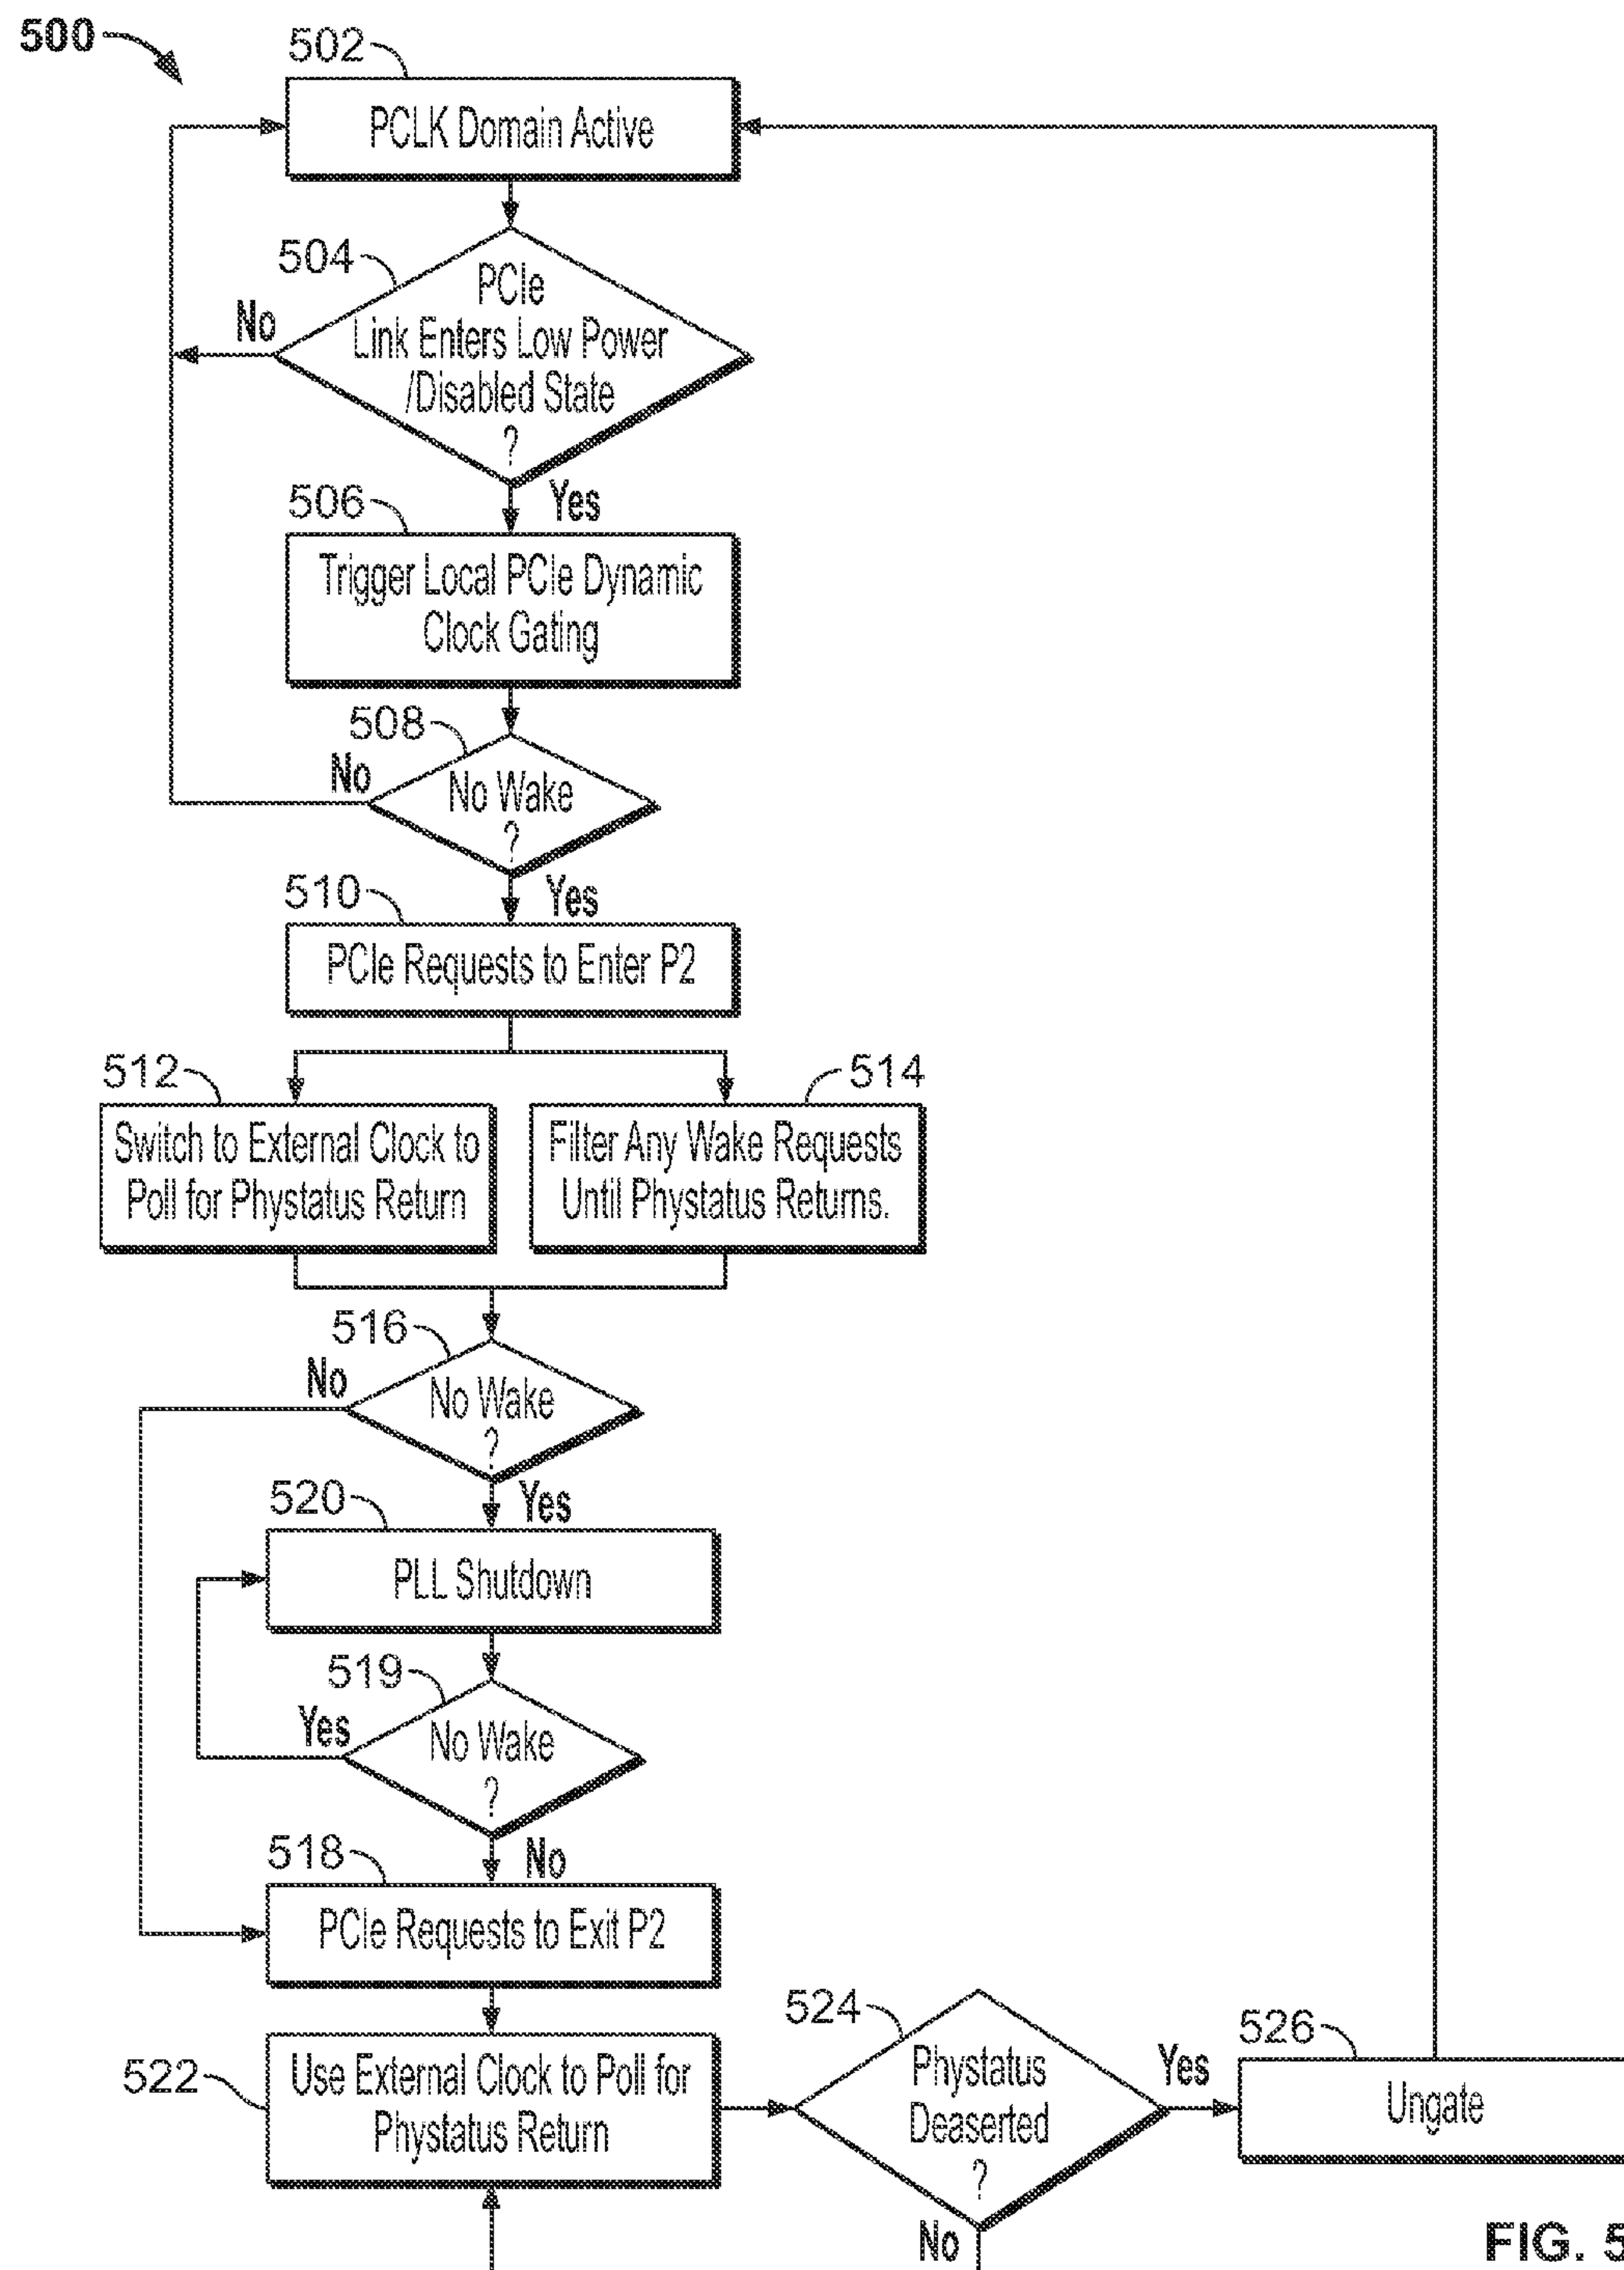 500
502
PCLK Domain Active
504
PCIe
Link Enters Low Power
/Disabled State
?
No
Yes
506
Trigger Local PCIe Dynamic
Clock Gating
508
No
No Wake
?
Yes
510
PCIe Requests to Enter P2
512
Switch to External Clock to
Poll for Phystatus Return
514
Filter Any Wake Requests
Until Phystatus Returns.
516
No
No Wake
?
Yes
520
PLL Shutdown
519
Yes
No Wake
?
No
518
PCIe Requests to Exit P2
522
Use External Clock to Poll for
Phystatus Return
524
Phystatus
Deaserted
?
Yes
No
526
Ungate
FIG. 5